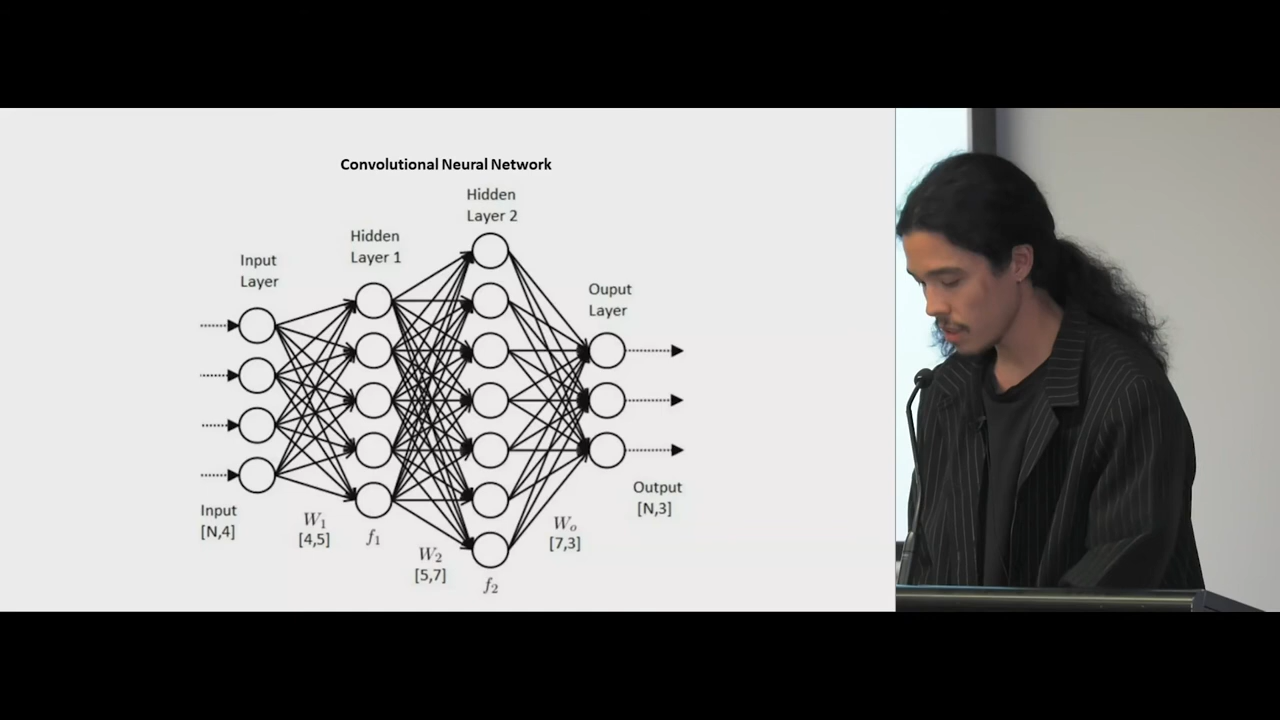 Convolutional Neural Network
Hidden
Layer 2
Hidden
Layer 1
Input
Layer
Ouput
Layer
Input
[N,4]
W₁
[4,5]
f₁
W₂
[5,7]
f₂
Wₒ
[7,3]
Output
[N,3]